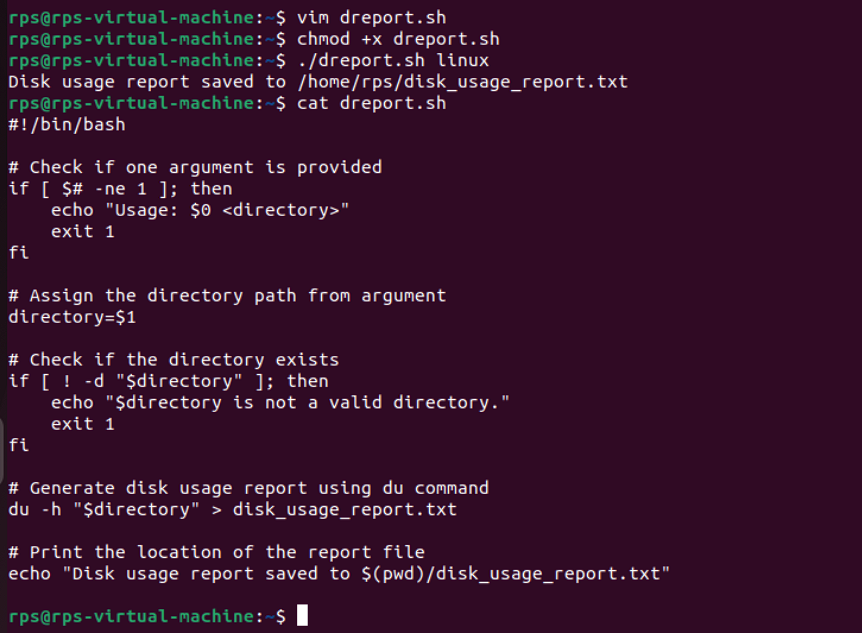 rps@rps-virtual-machine:~$ vim dreport.sh
rps@rps-virtual-machine:~$ chmod +x dreport.sh
rps@rps-virtual-machine:~$ ./dreport.sh linux
Disk usage report saved to /home/rps/disk_usage_report.txt
rps@rps-virtual-machine:~$ cat dreport.sh
#!/bin/bash

# Check if one argument is provided
if [ $# -ne 1 ]; then
    echo "Usage: $0 <directory>"
    exit 1
fi

# Assign the directory path from argument
directory=$1

# Check if the directory exists
if [ ! -d "$directory" ]; then
    echo "$directory is not a valid directory."
    exit 1
fi

# Generate disk usage report using du command
du -h "$directory" > disk_usage_report.txt

# Print the location of the report file
echo "Disk usage report saved to $(pwd)/disk_usage_report.txt"

rps@rps-virtual-machine:~$